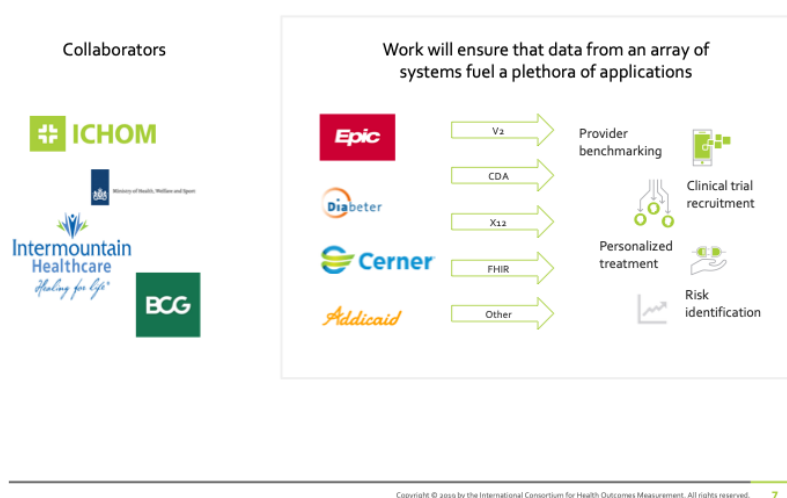 Collaborators
Work will ensure that data from an array of
systems fuel a plethora of applications
ICHOM
Ministry of Health, Welfare and Sport
Intermountain
Healthcare
Healing for life®
BCG
Epic
Diabeter
Cerner
Addicaid
V2
CDA
X12
FHIR
Other
Provider
benchmarking
Clinical trial
recruitment
Personalized
treatment
Risk
identification
Copyright © 2019 by the International Consortium for Health Outcomes Measurement. All rights reserved.
7